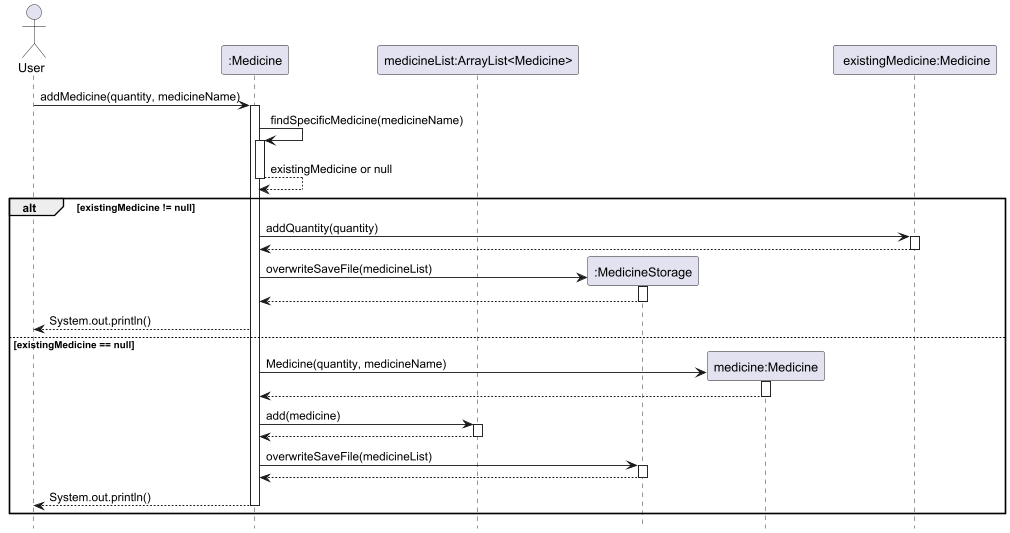 User
:Medicine
medicineList:ArrayList<Medicine>
existingMedicine:Medicine
addMedicine(quantity, medicineName)
findSpecificMedicine(medicineName)
existingMedicine or null
alt
[existingMedicine != null]
addQuantity(quantity)
overwriteSaveFile(medicineList)
:MedicineStorage
System.out.println()
[existingMedicine == null]
Medicine(quantity, medicineName)
medicine:Medicine
add(medicine)
overwriteSaveFile(medicineList)
System.out.println()